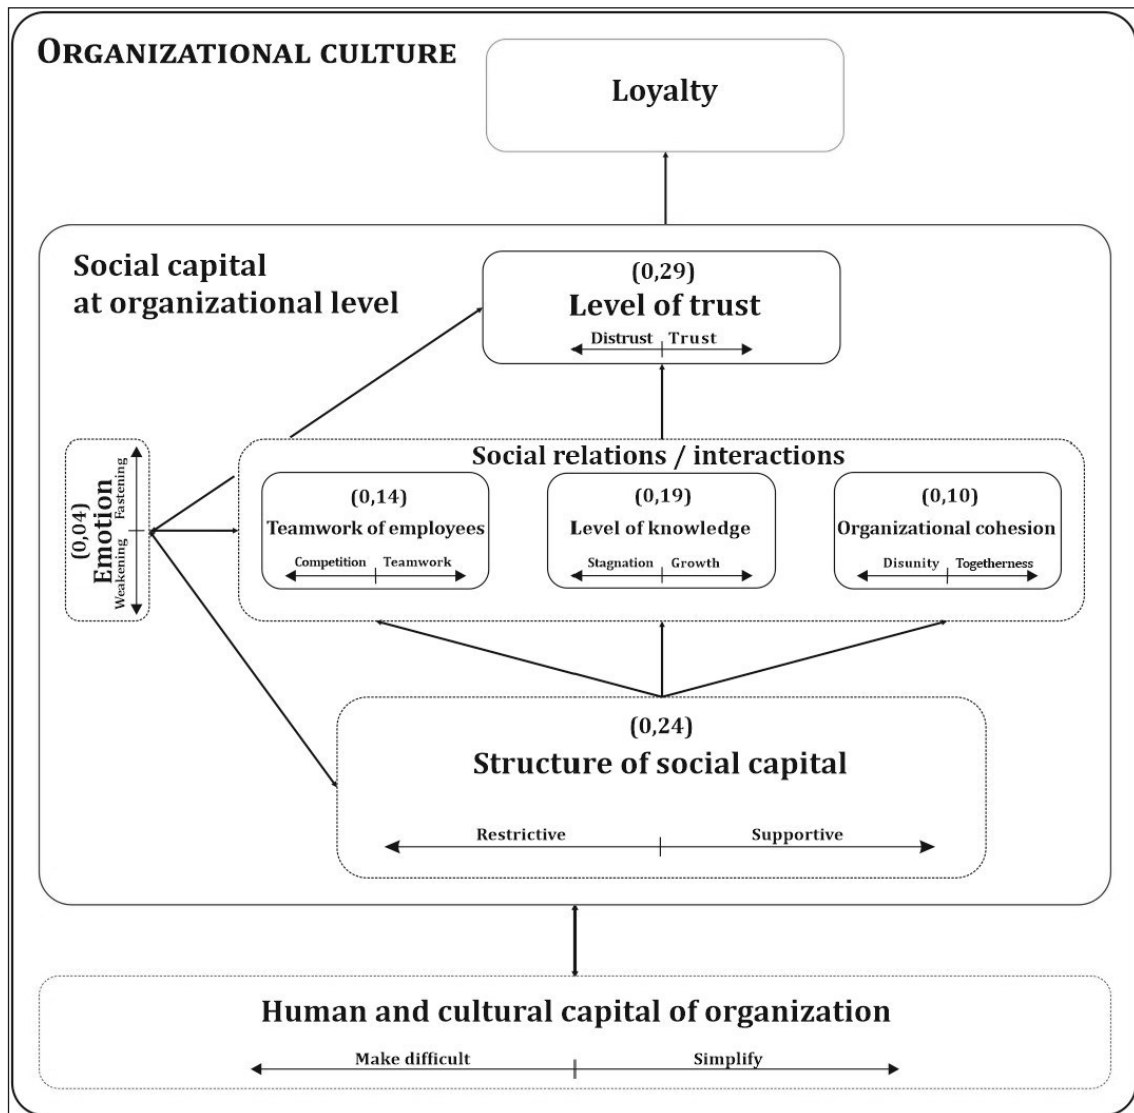 ORGANIZATIONAL CULTURE
Loyalty
Social capital
at organizational level
(0,29)
Level of trust
Distrust Trust
(0,04)
Emotion
Weakening Fastening
Social relations / interactions
(0,14)
Teamwork of employees
Competition Teamwork
(0,19)
Level of knowledge
Stagnation Growth
(0,10)
Organizational cohesion
Disunity Togetherness
(0,24)
Structure of social capital
Restrictive Supportive
Human and cultural capital of organization
Make difficult Simplify